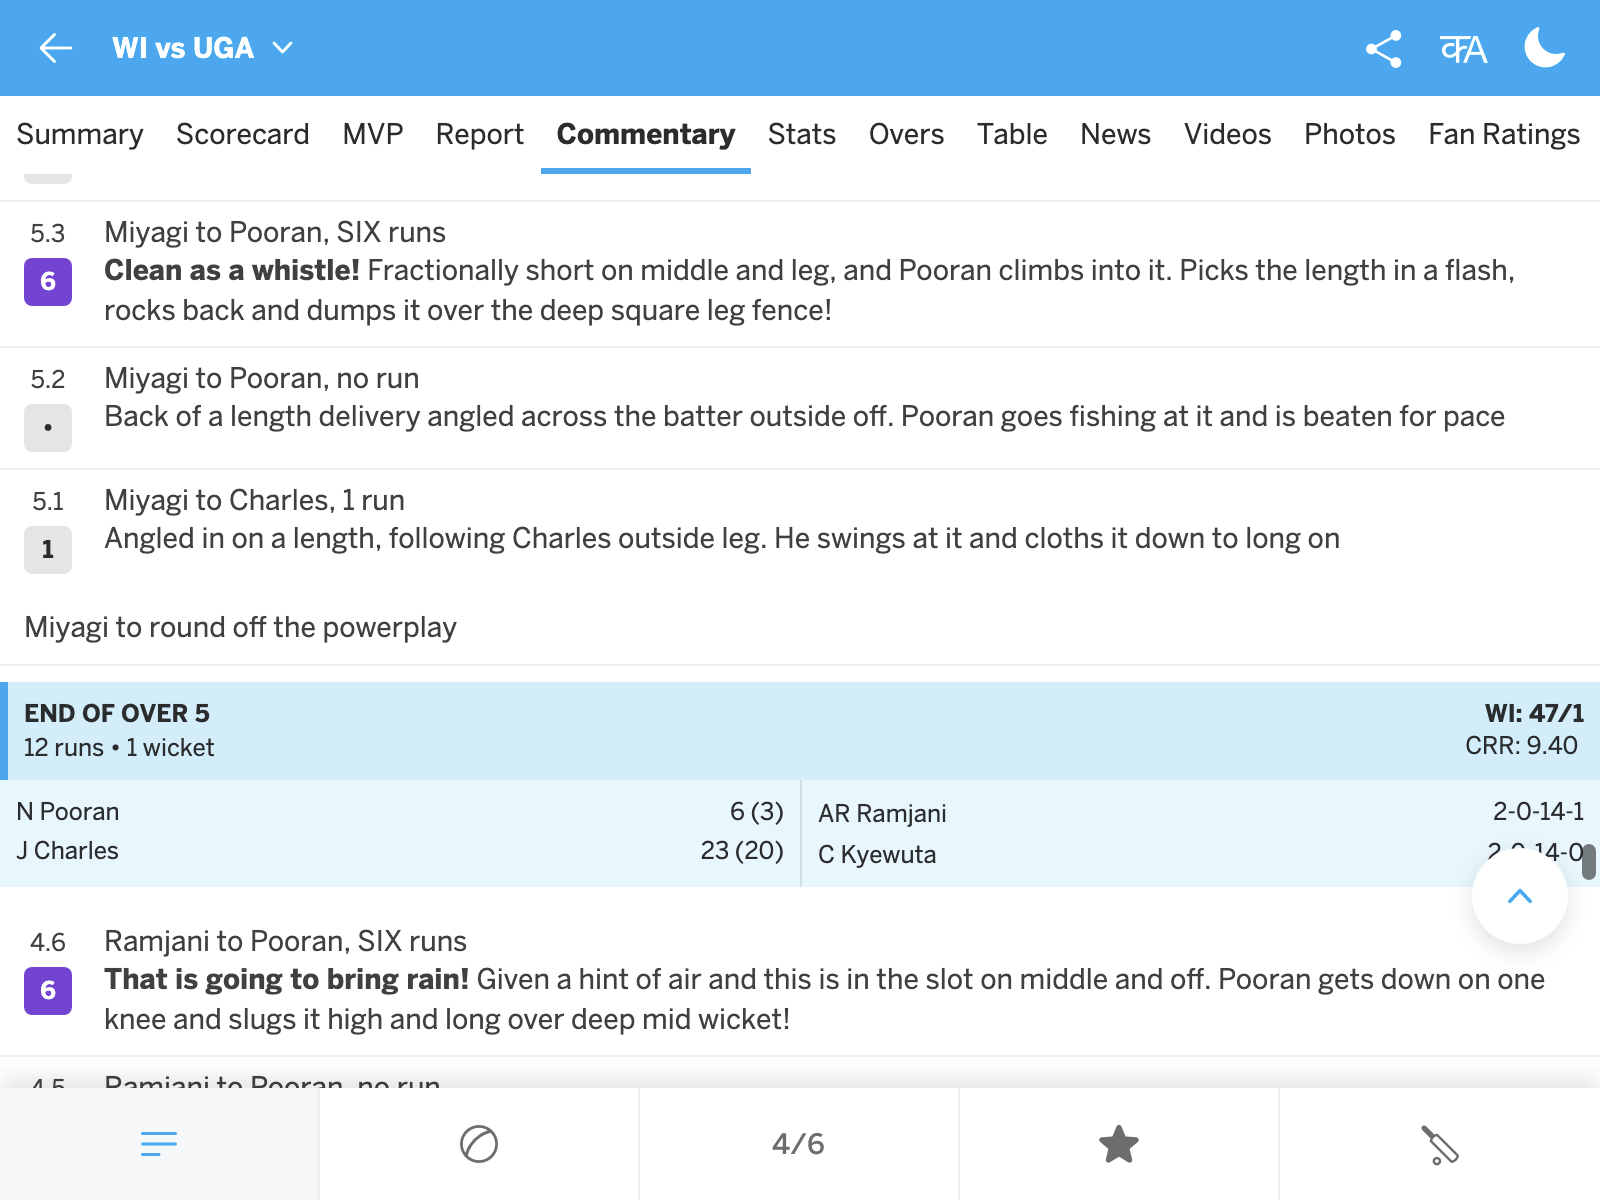 WI vs UGA
Summary Scorecard MVP Report Commentary Stats Overs Table News Videos Photos Fan Ratings
5.3 Miyagi to Pooran, SIX runs
6 Clean as a whistle! Fractionally short on middle and leg, and Pooran climbs into it. Picks the length in a flash,
rocks back and dumps it over the deep square leg fence!
5.2 Miyagi to Pooran, no run
• Back of a length delivery angled across the batter outside off. Pooran goes fishing at it and is beaten for pace
5.1 Miyagi to Charles, 1 run
1 Angled in on a length, following Charles outside leg. He swings at it and cloths it down to long on
Miyagi to round off the powerplay
END OF OVER 5 WI: 47/1
12 runs • 1 wicket CRR: 9.40
N Pooran 6 (3) AR Ramjani 2-0-14-1
J Charles 23 (20) C Kyewuta 2-0-14-0
4.6 Ramjani to Pooran, SIX runs
6 That is going to bring rain! Given a hint of air and this is in the slot on middle and off. Pooran gets down on one
knee and slugs it high and long over deep mid wicket!
4.5 Ramjani to Pooran, no run
4/6